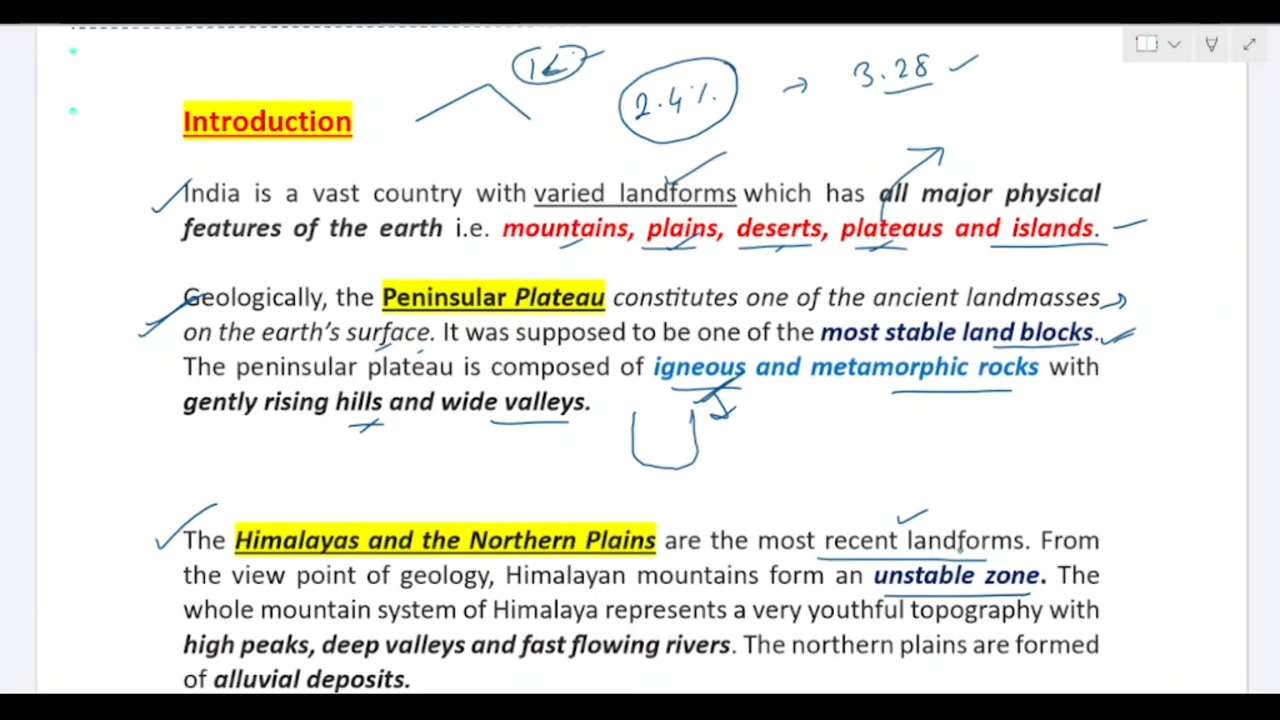 2.4% → 3.28
Introduction
India is a vast country with varied landforms which has all major physical
features of the earth i.e. mountains, plains, deserts, plateaus and islands.
Geologically, the Peninsular Plateau constitutes one of the ancient landmasses
on the earth's surface. It was supposed to be one of the most stable land blocks.
The peninsular plateau is composed of igneous and metamorphic rocks with
gently rising hills and wide valleys.
The Himalayas and the Northern Plains are the most recent landforms. From
the view point of geology, Himalayan mountains form an unstable zone. The
whole mountain system of Himalaya represents a very youthful topography with
high peaks, deep valleys and fast flowing rivers. The northern plains are formed
of alluvial deposits.